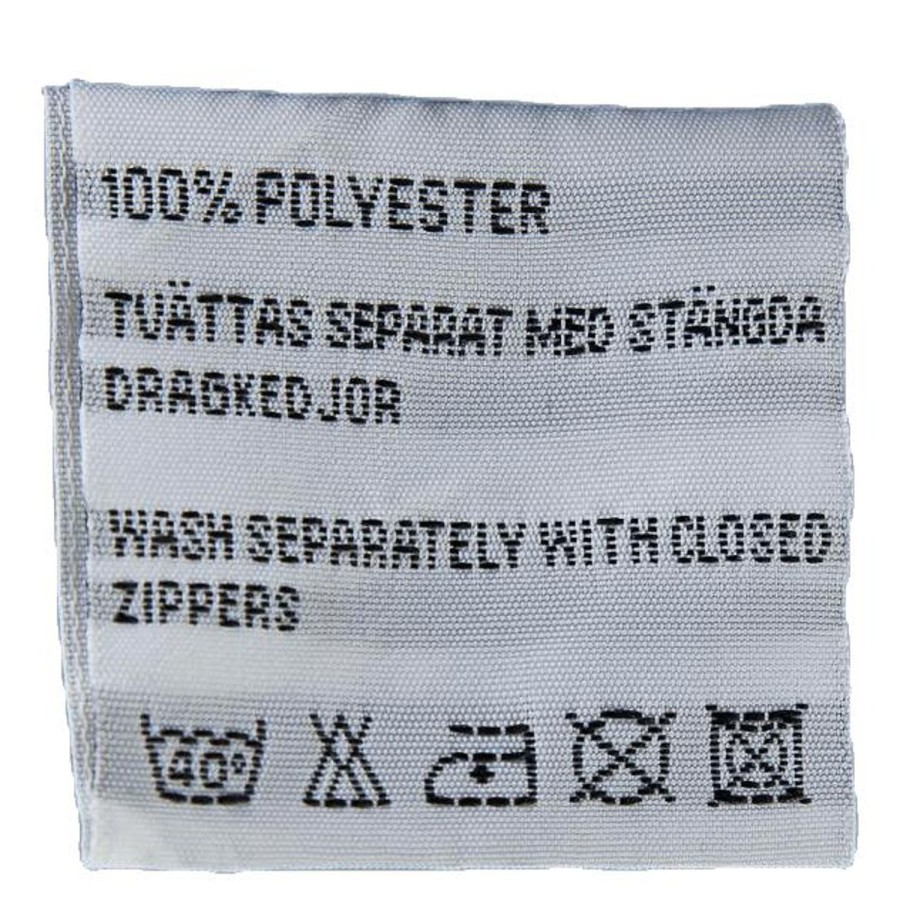 100% POLYESTER
TVÄTTAS SEPARAT MED STÄNGDA
DRAGKEDJOR
WASH SEPARATELY WITH CLOSED
ZIPPERS
40°